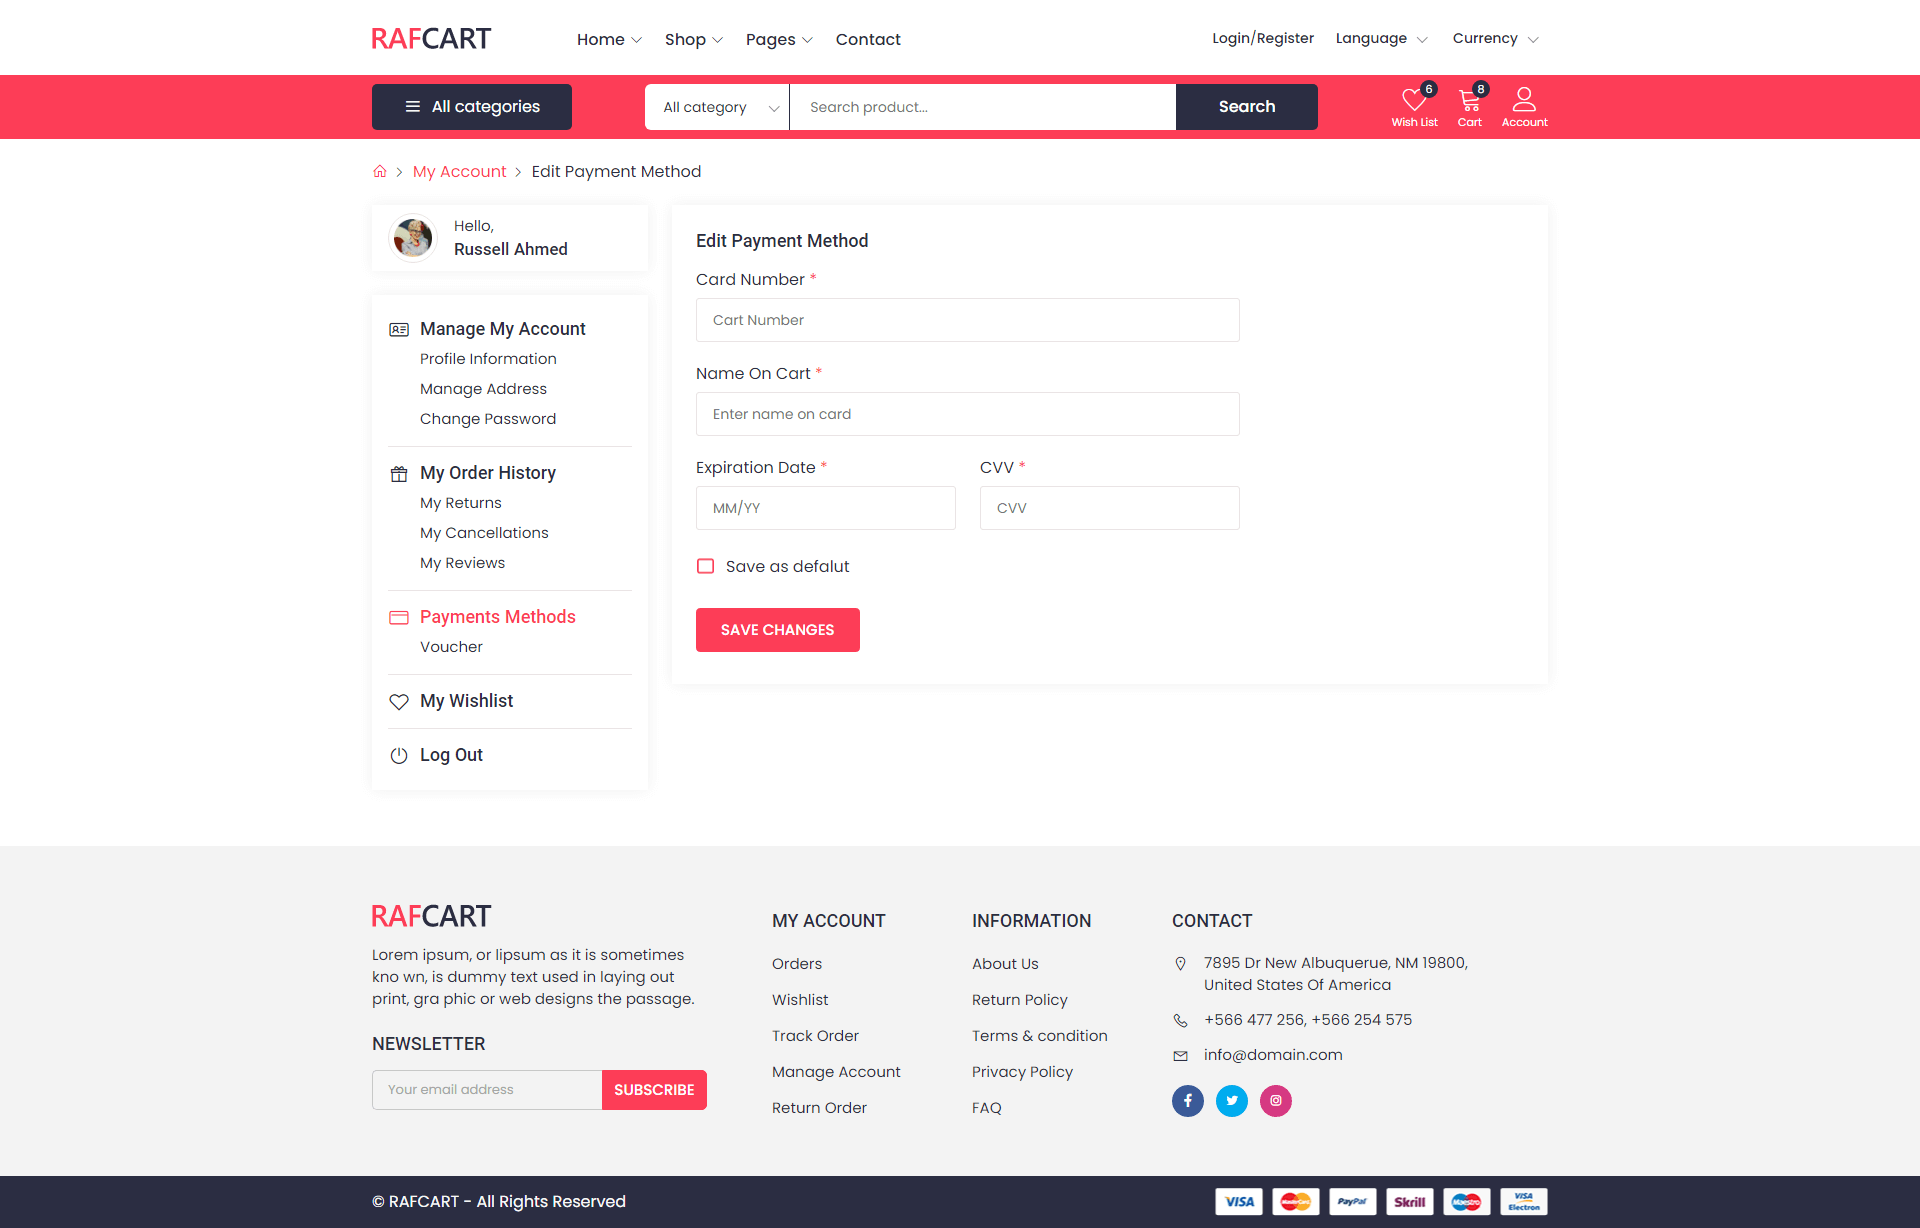 RAFCART
Home Shop Pages Contact
Login/Register Language Currency
All categories
All category Search product... Search
6 8
Wish List Cart Account
My Account Edit Payment Method
Hello,
Russell Ahmed
Manage My Account
Profile Information
Manage Address
Change Password
My Order History
My Returns
My Cancellations
My Reviews
Payments Methods
Voucher
My Wishlist
Log Out
Edit Payment Method
Card Number *
Cart Number
Name On Cart *
Enter name on card
Expiration Date * CVV *
MM/YY CVV
Save as defalut
SAVE CHANGES
RAFCART
Lorem ipsum, or lipsum as it is sometimes
kno wn, is dummy text used in laying out
print, gra phic or web designs the passage.
NEWSLETTER
Your email address SUBSCRIBE
MY ACCOUNT
Orders
Wishlist
Track Order
Manage Account
Return Order
INFORMATION
About Us
Return Policy
Terms & condition
Privacy Policy
FAQ
CONTACT
7895 Dr New Albuquerue, NM 19800,
United States Of America
+566 477 256, +566 254 575
info@domain.com
© RAFCART - All Rights Reserved
VISA MasterCard PayPal Skrill Maestro VISA
Electron